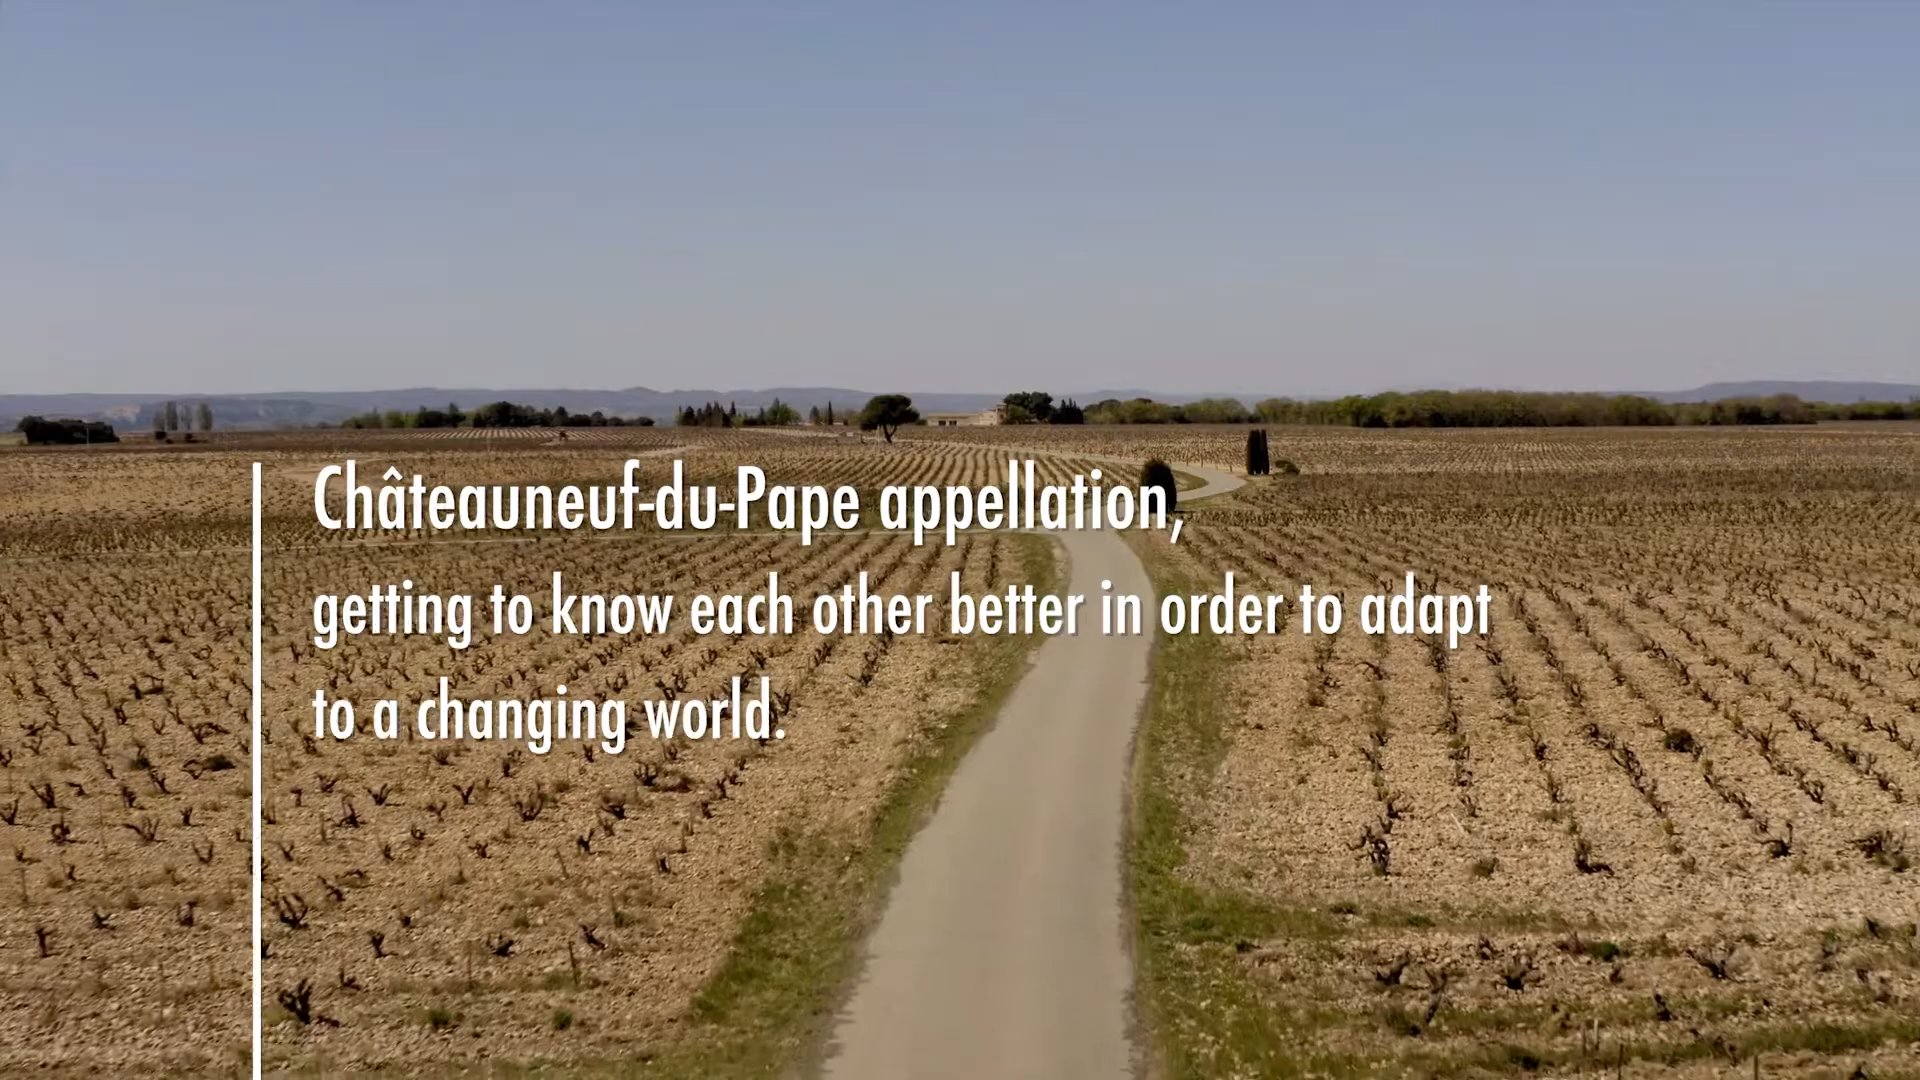 Châteauneuf-du-Pape appellation,
getting to know each other better in order to adapt
to a changing world.